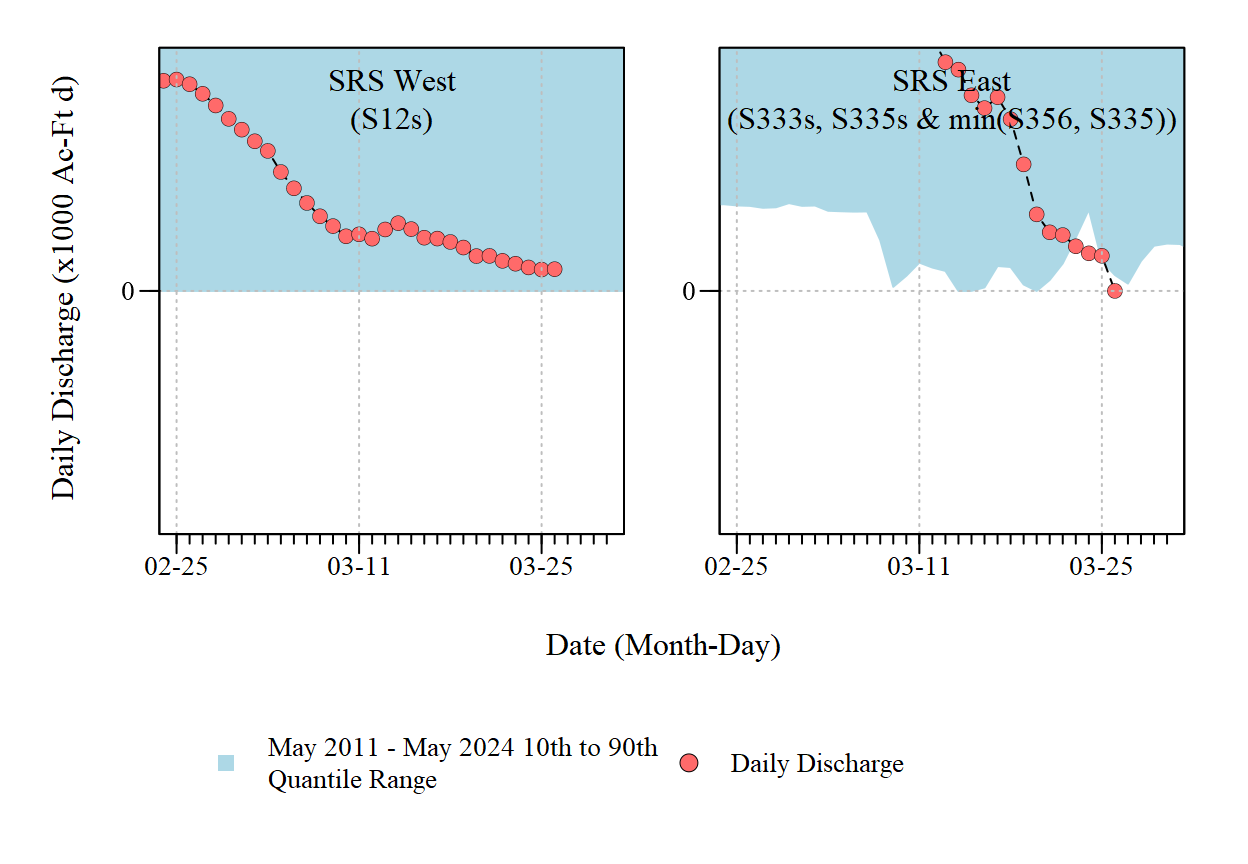 SRS West
(S12s)
SRS East
(S333s, S335s & min(S356, S335))
Daily Discharge (x1000 Ac-Ft d)
0
0
02-25
03-11
03-25
02-25
03-11
03-25
Date (Month-Day)
May 2011 - May 2024 10th to 90th
Quantile Range
Daily Discharge